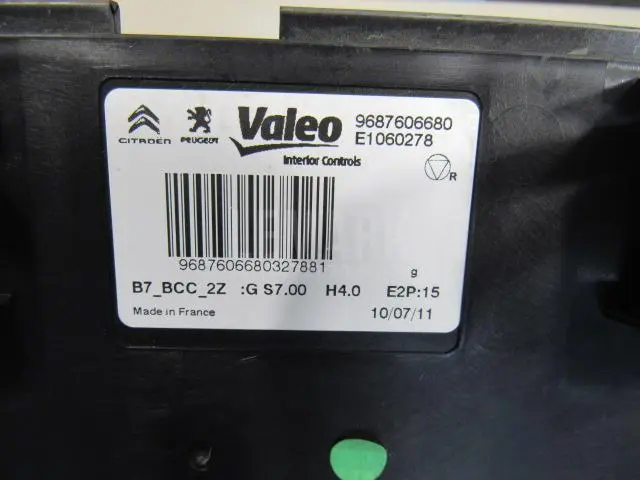 CITROËN PEUGEOT Valeo 9687606680
E1060278
Interior Controls
R
9687606680327881
g
B7_BCC_2Z :G S7.00 H4.0 E2P:15
Made in France 10/07/11